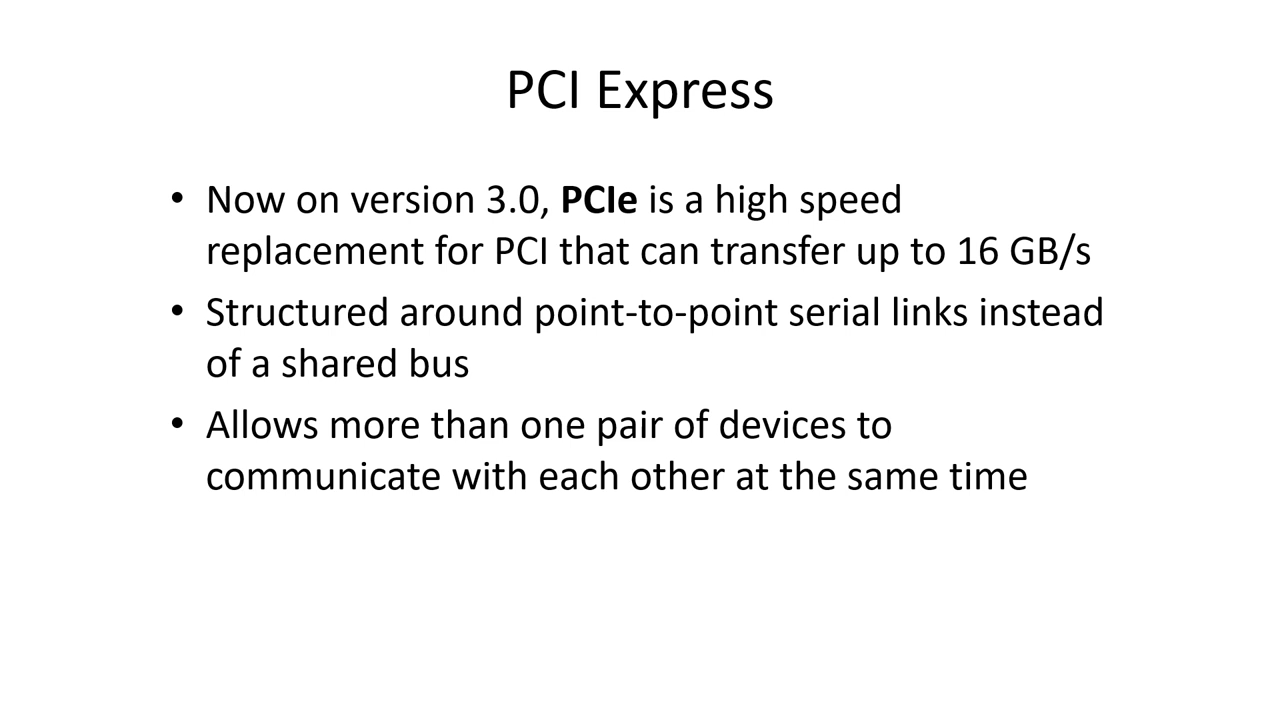 PCI Express
• Now on version 3.0, PCIe is a high speed
replacement for PCI that can transfer up to 16 GB/s
• Structured around point-to-point serial links instead
of a shared bus
• Allows more than one pair of devices to
communicate with each other at the same time